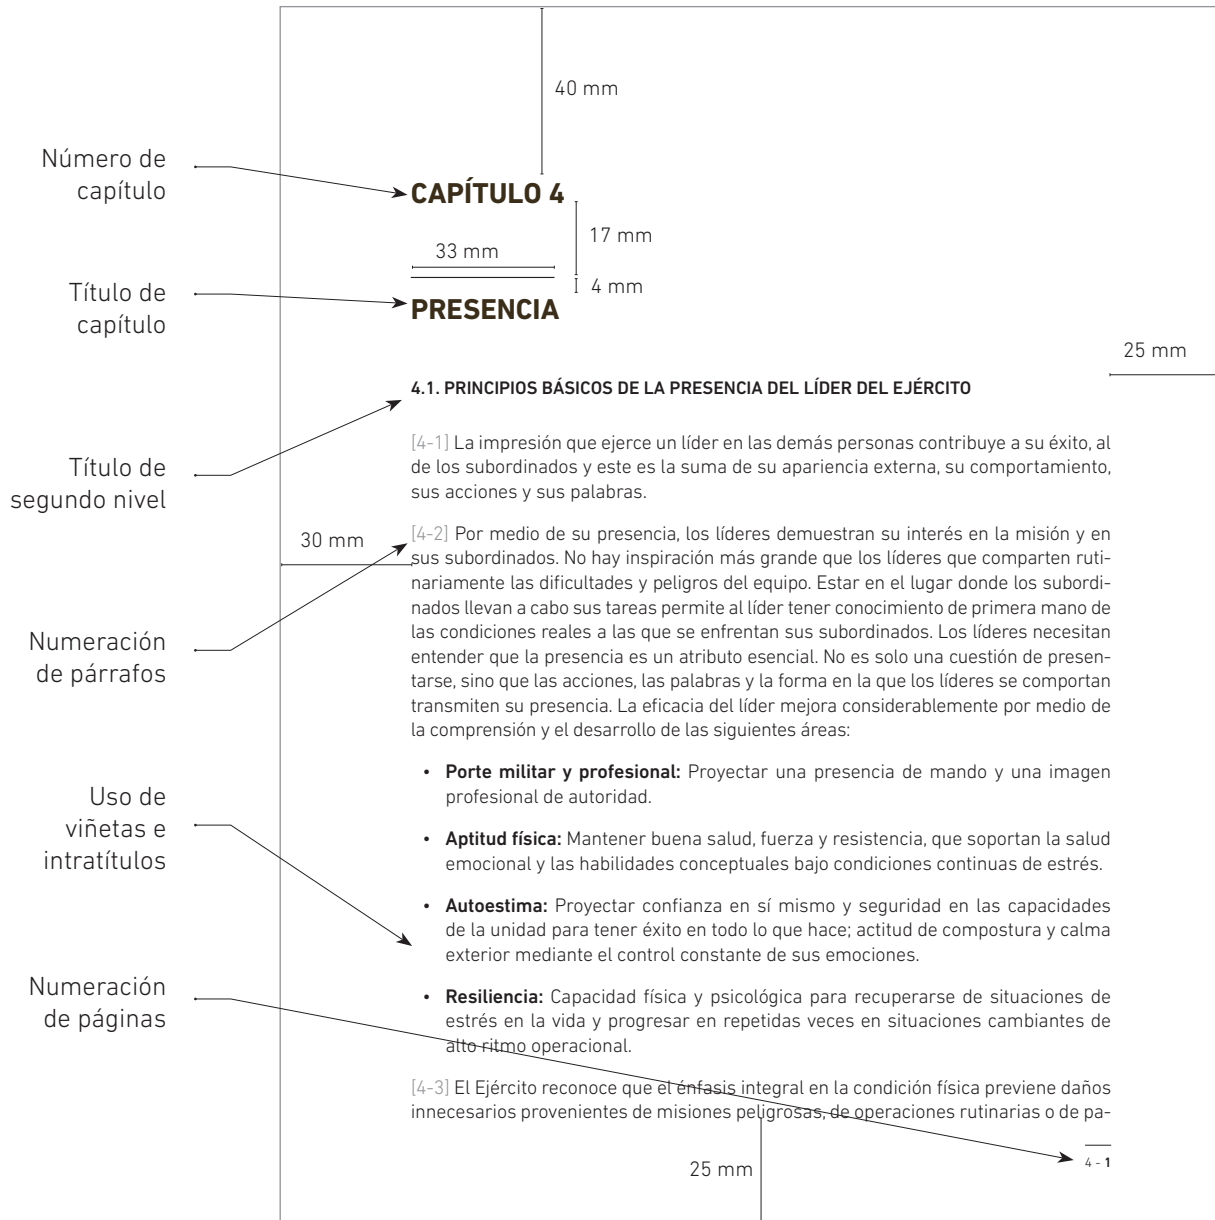 40 mm
Número de
capítulo
CAPÍTULO 4
17 mm
33 mm
4 mm
Título de
capítulo
PRESENCIA
25 mm
4.1. PRINCIPIOS BÁSICOS DE LA PRESENCIA DEL LÍDER DEL EJÉRCITO
Título de
segundo nivel
[4-1] La impresión que ejerce un líder en las demás personas contribuye a su éxito, al
de los subordinados y este es la suma de su apariencia externa, su comportamiento,
sus acciones y sus palabras.
30 mm
[4-2] Por medio de su presencia, los líderes demuestran su interés en la misión y en
sus subordinados. No hay inspiración más grande que los líderes que comparten ruti-
nariamente las dificultades y peligros del equipo. Estar en el lugar donde los subordi-
nados llevan a cabo sus tareas permite al líder tener conocimiento de primera mano de
las condiciones reales a las que se enfrentan sus subordinados. Los líderes necesitan
entender que la presencia es un atributo esencial. No es solo una cuestión de presen-
tarse, sino que las acciones, las palabras y la forma en la que los líderes se comportan
transmiten su presencia. La eficacia del líder mejora considerablemente por medio de
la comprensión y el desarrollo de las siguientes áreas:
Numeración
de párrafos
• Porte militar y profesional: Proyectar una presencia de mando y una imagen
profesional de autoridad.
Uso de
viñetas e
intratítulos
• Aptitud física: Mantener buena salud, fuerza y resistencia, que soportan la salud
emocional y las habilidades conceptuales bajo condiciones continuas de estrés.
• Autoestima: Proyectar confianza en sí mismo y seguridad en las capacidades
de la unidad para tener éxito en todo lo que hace; actitud de compostura y calma
exterior mediante el control constante de sus emociones.
Numeración
de páginas
• Resiliencia: Capacidad física y psicológica para recuperarse de situaciones de
estrés en la vida y progresar en repetidas veces en situaciones cambiantes de
alto ritmo operacional.
[4-3] El Ejército reconoce que el énfasis integral en la condición física previene daños
innecesarios provenientes de misiones peligrosas, de operaciones rutinarias o de pa-
25 mm
4 - 1